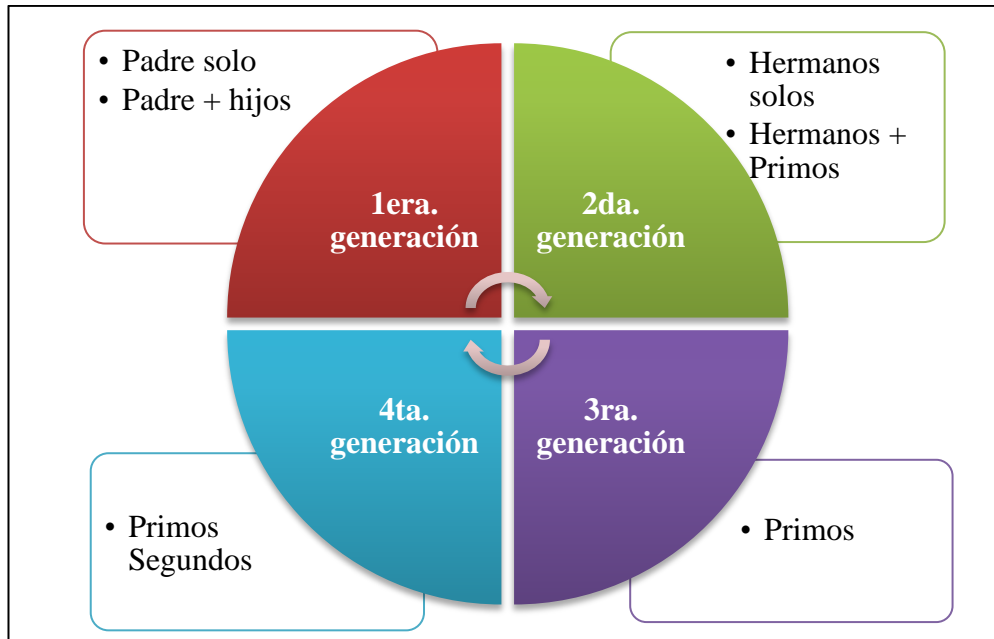 • Padre solo
• Padre + hijos
1era.
generación
• Hermanos
solos
• Hermanos +
Primos
2da.
generación
4ta.
generación
• Primos
Segundos
3ra.
generación
• Primos